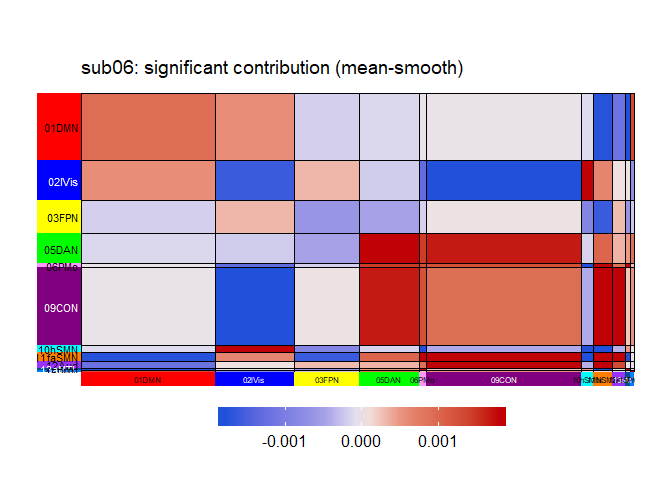 sub06: significant contribution (mean-smooth)
01DMN
02lVis
03FPN
05DAN
06PMo
09CON
10hSMN
11faSMN
01DMN
02lVis
03FPN
05DAN
06PMo
09CON
-0.001 0.000 0.001